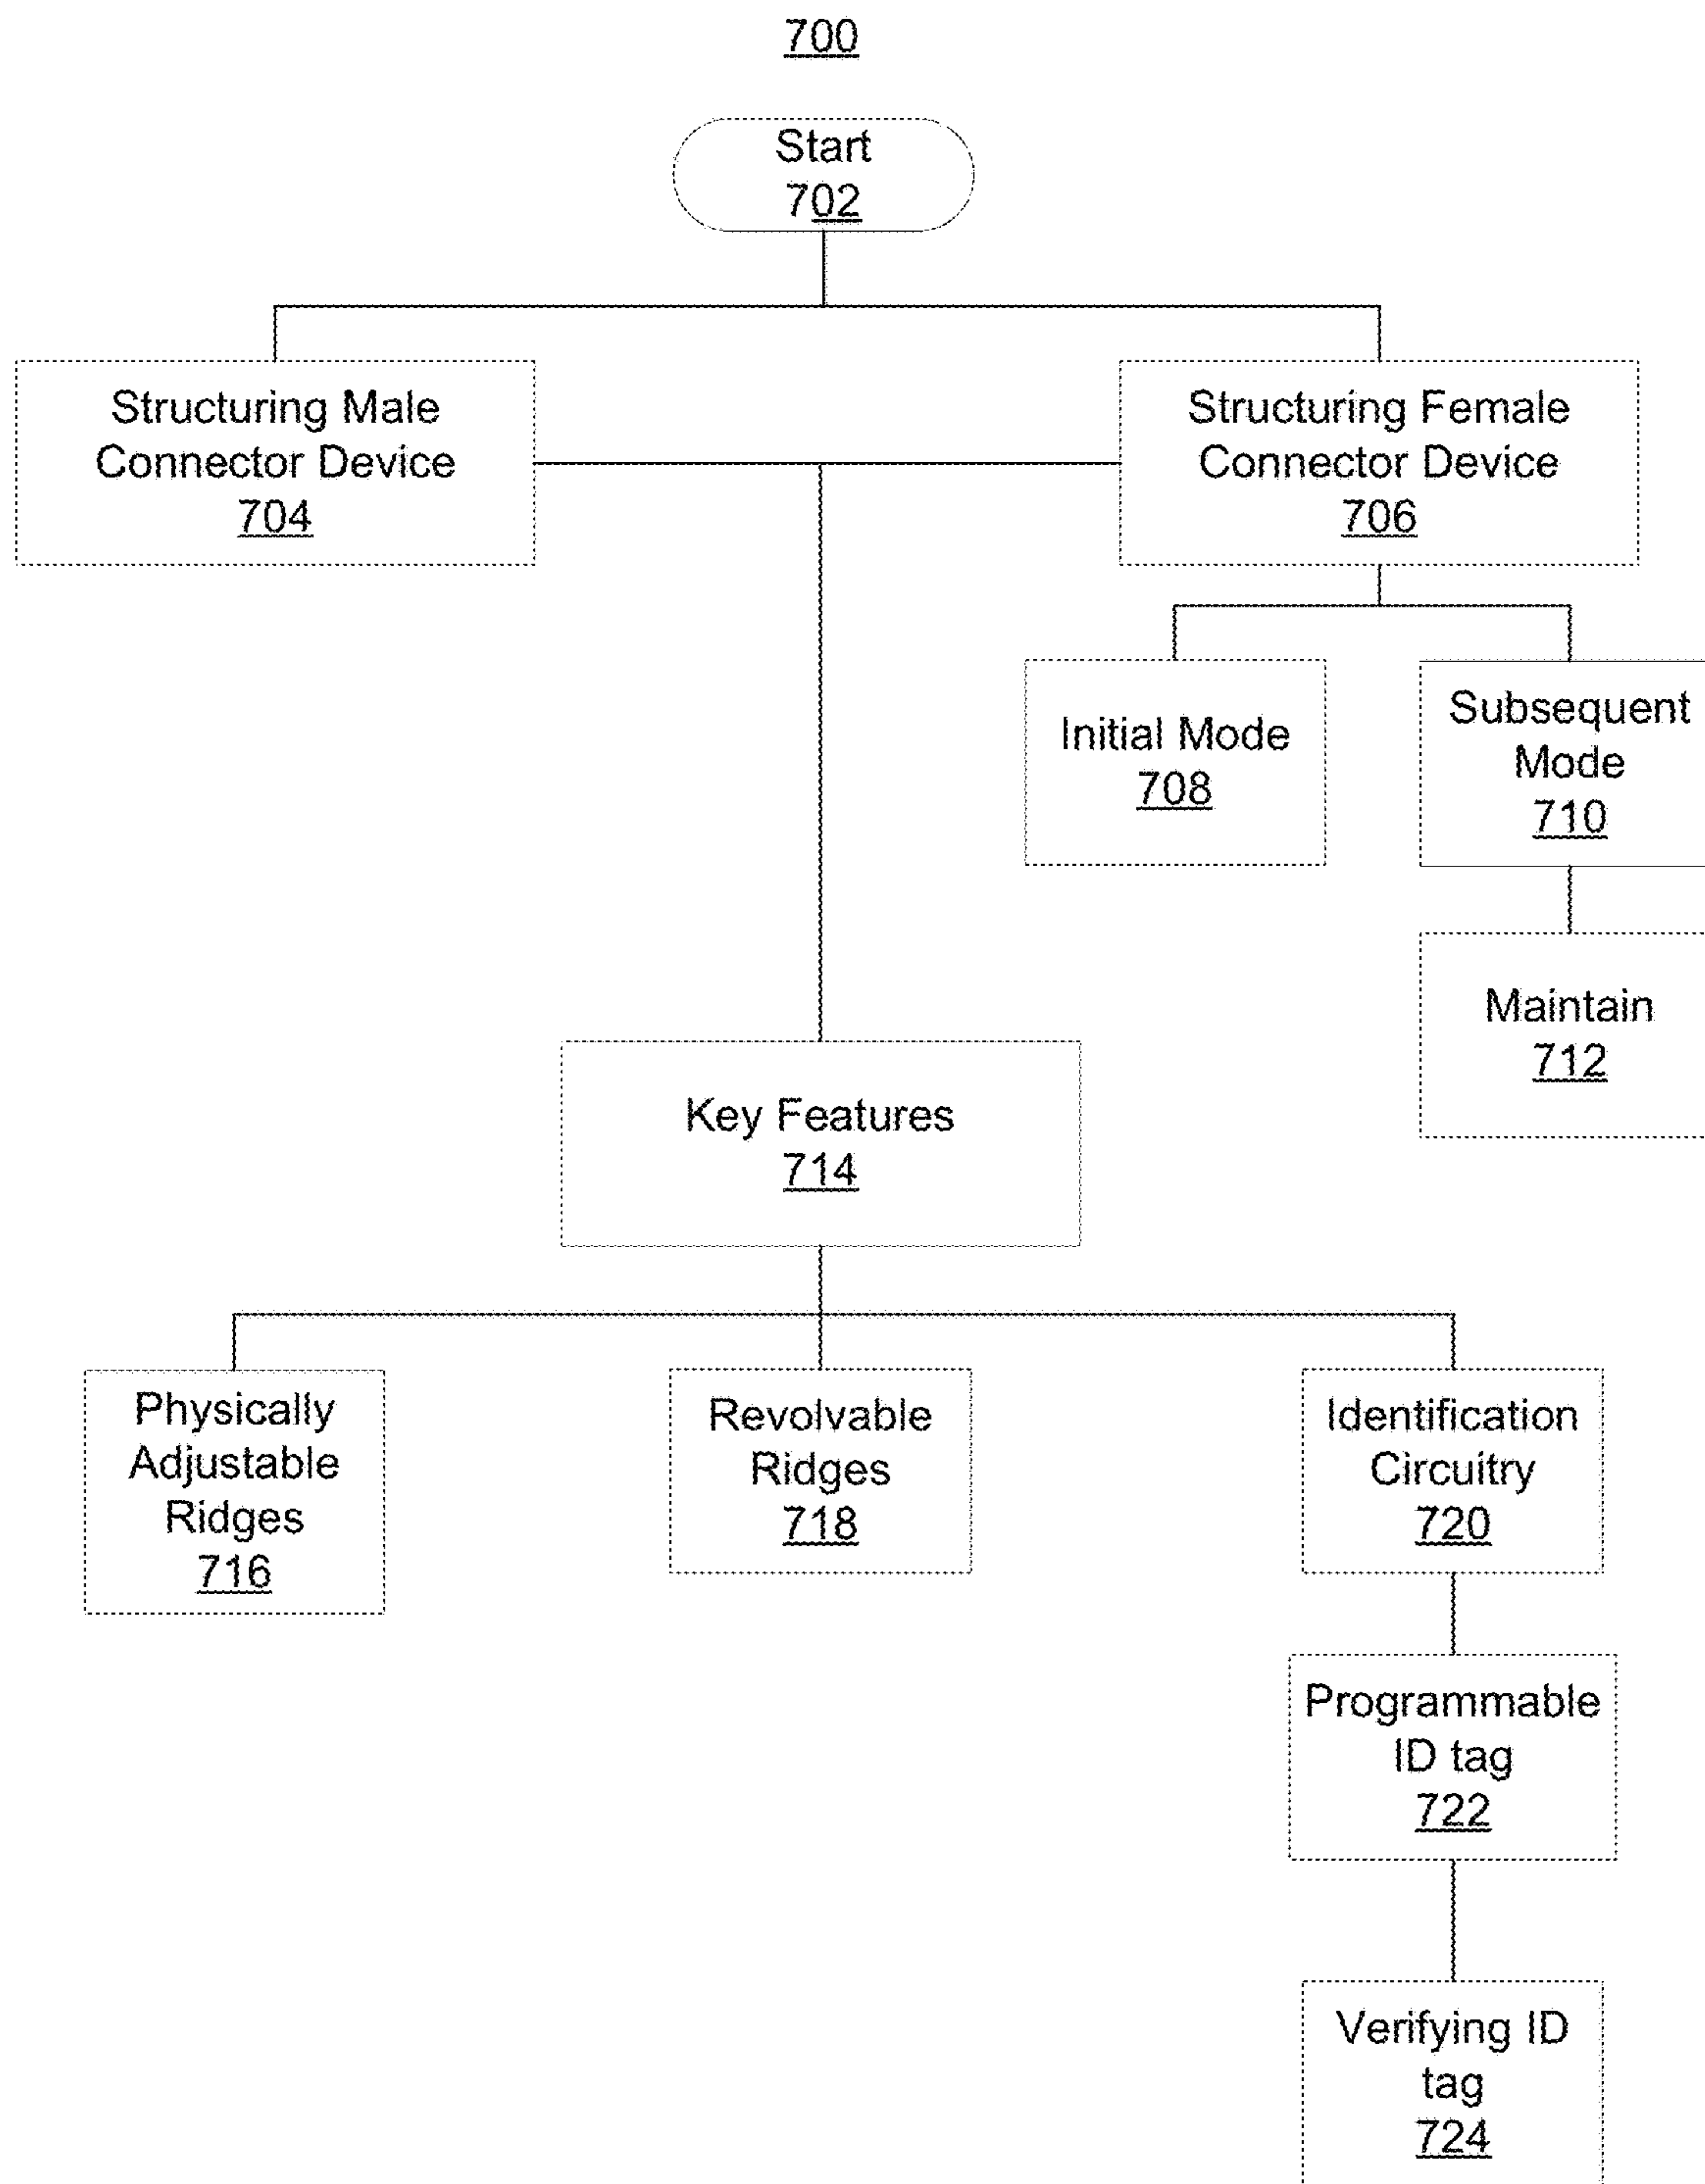 700
Start
702
Structuring Male
Connector Device
704
Structuring Female
Connector Device
706
Initial Mode
708
Subsequent
Mode
710
Maintain
712
Key Features
714
Physically
Adjustable
Ridges
716
Revolvable
Ridges
718
Identification
Circuitry
720
Programmable
ID tag
722
Verifying ID
tag
724